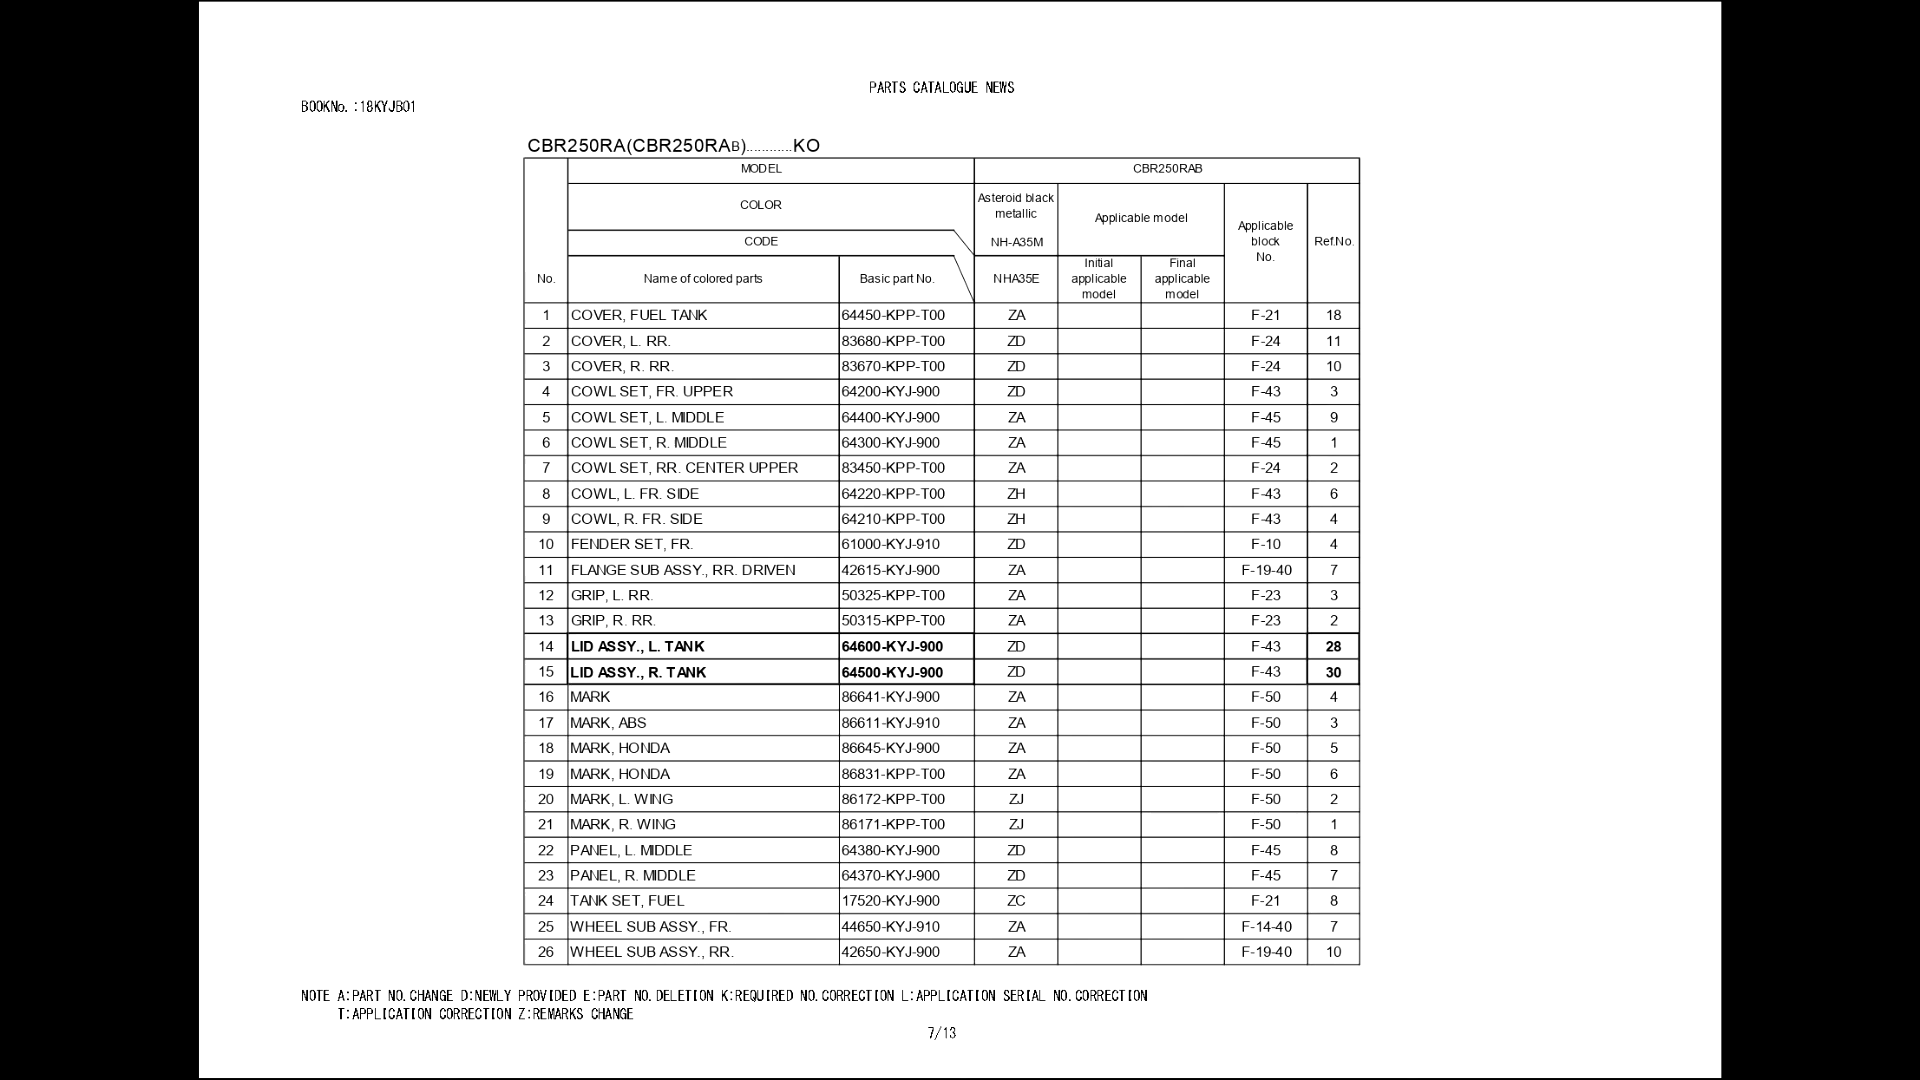 PARTS CATALOGUE NEWS
BOOKNo.:18KYJB01
CBR250RA(CBR250RAB)............KO
MODEL CBR250RAB
COLOR Asteroid black metallic NH-A35M Applicable model Applicable block No. Ref.No.
CODE
No. Name of colored parts Basic part No. NHA35E Initial applicable model Final applicable model
1 COVER, FUEL TANK 64450-KPP-T00 ZA F-21 18
2 COVER, L. RR. 83680-KPP-T00 ZD F-24 11
3 COVER, R. RR. 83670-KPP-T00 ZD F-24 10
4 COWL SET, FR. UPPER 64200-KYJ-900 ZD F-43 3
5 COWL SET, L. MIDDLE 64400-KYJ-900 ZA F-45 9
6 COWL SET, R. MIDDLE 64300-KYJ-900 ZA F-45 1
7 COWL SET, RR. CENTER UPPER 83450-KPP-T00 ZA F-24 2
8 COWL, L. FR. SIDE 64220-KPP-T00 ZH F-43 6
9 COWL, R. FR. SIDE 64210-KPP-T00 ZH F-43 4
10 FENDER SET, FR. 61000-KYJ-910 ZD F-10 4
11 FLANGE SUB ASSY., RR. DRIVEN 42615-KYJ-900 ZA F-19-40 7
12 GRIP, L. RR. 50325-KPP-T00 ZA F-23 3
13 GRIP, R. RR. 50315-KPP-T00 ZA F-23 2
14 LID ASSY., L. TANK 64600-KYJ-900 ZD F-43 28
15 LID ASSY., R. TANK 64500-KYJ-900 ZD F-43 30
16 MARK 86641-KYJ-900 ZA F-50 4
17 MARK, ABS 86611-KYJ-910 ZA F-50 3
18 MARK, HONDA 86645-KYJ-900 ZA F-50 5
19 MARK, HONDA 86831-KPP-T00 ZA F-50 6
20 MARK, L. WING 86172-KPP-T00 ZJ F-50 2
21 MARK, R. WING 86171-KPP-T00 ZJ F-50 1
22 PANEL, L. MIDDLE 64380-KYJ-900 ZD F-45 8
23 PANEL, R. MIDDLE 64370-KYJ-900 ZD F-45 7
24 TANK SET, FUEL 17520-KYJ-900 ZC F-21 8
25 WHEEL SUB ASSY., FR. 44650-KYJ-910 ZA F-14-40 7
26 WHEEL SUB ASSY., RR. 42650-KYJ-900 ZA F-19-40 10
NOTE A:PART NO.CHANGE D:NEWLY PROVIDED E:PART NO.DELETION K:REQUIRED NO.CORRECTION L:APPLICATION SERIAL NO.CORRECTION
T:APPLICATION CORRECTION Z:REMARKS CHANGE
7/13